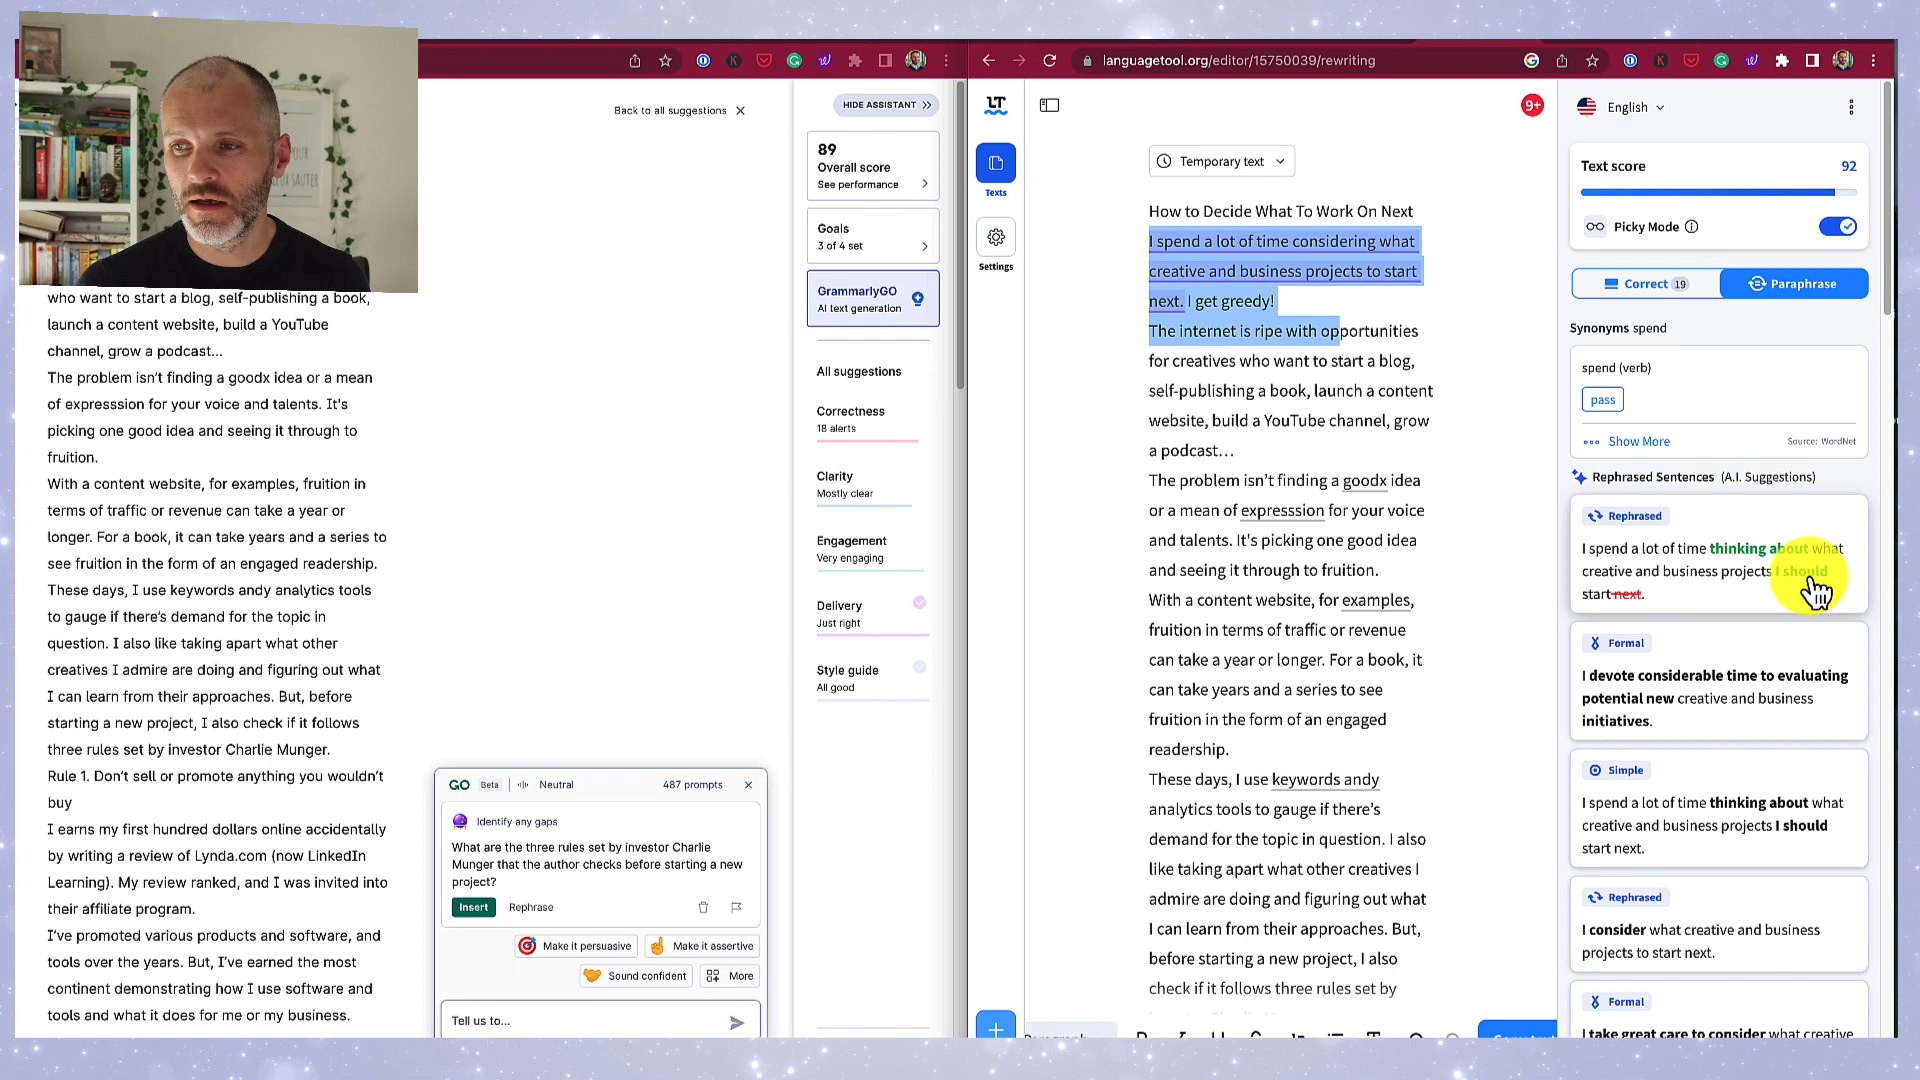 Back to all suggestions
who want to start a blog, self-publishing a book,
launch a content website, build a YouTube
channel, grow a podcast…
The problem isn't finding a goodx idea or a mean
of expresssion for your voice and talents. It's
picking one good idea and seeing it through to
fruition.
With a content website, for examples, fruition in
terms of traffic or revenue can take a year or
longer. For a book, it can take years and a series to
see fruition in the form of an engaged readership.
These days, I use keywords andy analytics tools
to gauge if there's demand for the topic in
question. I also like taking apart what other
creatives I admire are doing and figuring out what
I can learn from their approaches. But, before
starting a new project, I also check if it follows
three rules set by investor Charlie Munger.
Rule 1. Don't sell or promote anything you wouldn't
buy
I earns my first hundred dollars online accidentally
by writing a review of Lynda.com (now LinkedIn
Learning). My review ranked, and I was invited into
their affiliate program.
I've promoted various products and software, and
tools over the years. But, I've earned the most
continent demonstrating how I use software and
tools and what it does for me or my business.
GO Beta Neutral 487 prompts
Identify any gaps
What are the three rules set by investor Charlie
Munger that the author checks before starting a new
project?
Insert Rephrase
Make it persuasive Make it assertive
Sound confident More
Tell us to...
HIDE ASSISTANT
89
Overall score
See performance
Goals
3 of 4 set
GrammarlyGO
AI text generation
All suggestions
Correctness
18 alerts
Clarity
Mostly clear
Engagement
Very engaging
Delivery
Just right
Style guide
All good
languagetool.org/editor/15750039/rewriting
LT
Texts
Settings
9+
Temporary text
How to Decide What To Work On Next
I spend a lot of time considering what
creative and business projects to start
next. I get greedy!
The internet is ripe with opportunities
for creatives who want to start a blog,
self-publishing a book, launch a content
website, build a YouTube channel, grow
a podcast…
The problem isn't finding a goodx idea
or a mean of expresssion for your voice
and talents. It's picking one good idea
and seeing it through to fruition.
With a content website, for examples,
fruition in terms of traffic or revenue
can take a year or longer. For a book, it
can take years and a series to see
fruition in the form of an engaged
readership.
These days, I use keywords andy
analytics tools to gauge if there's
demand for the topic in question. I also
like taking apart what other creatives I
admire are doing and figuring out what
I can learn from their approaches. But,
before starting a new project, I also
check if it follows three rules set by
English
Text score 92
Picky Mode
Correct 19 Paraphrase
Synonyms spend
spend (verb)
pass
Show More Source: WordNet
Rephrased Sentences (A.I. Suggestions)
Rephrased
I spend a lot of time thinking about what
creative and business projects I should
start next.
Formal
I devote considerable time to evaluating
potential new creative and business
initiatives.
Simple
I spend a lot of time thinking about what
creative and business projects I should
start next.
Rephrased
I consider what creative and business
projects to start next.
Formal
I take great care to consider what creative